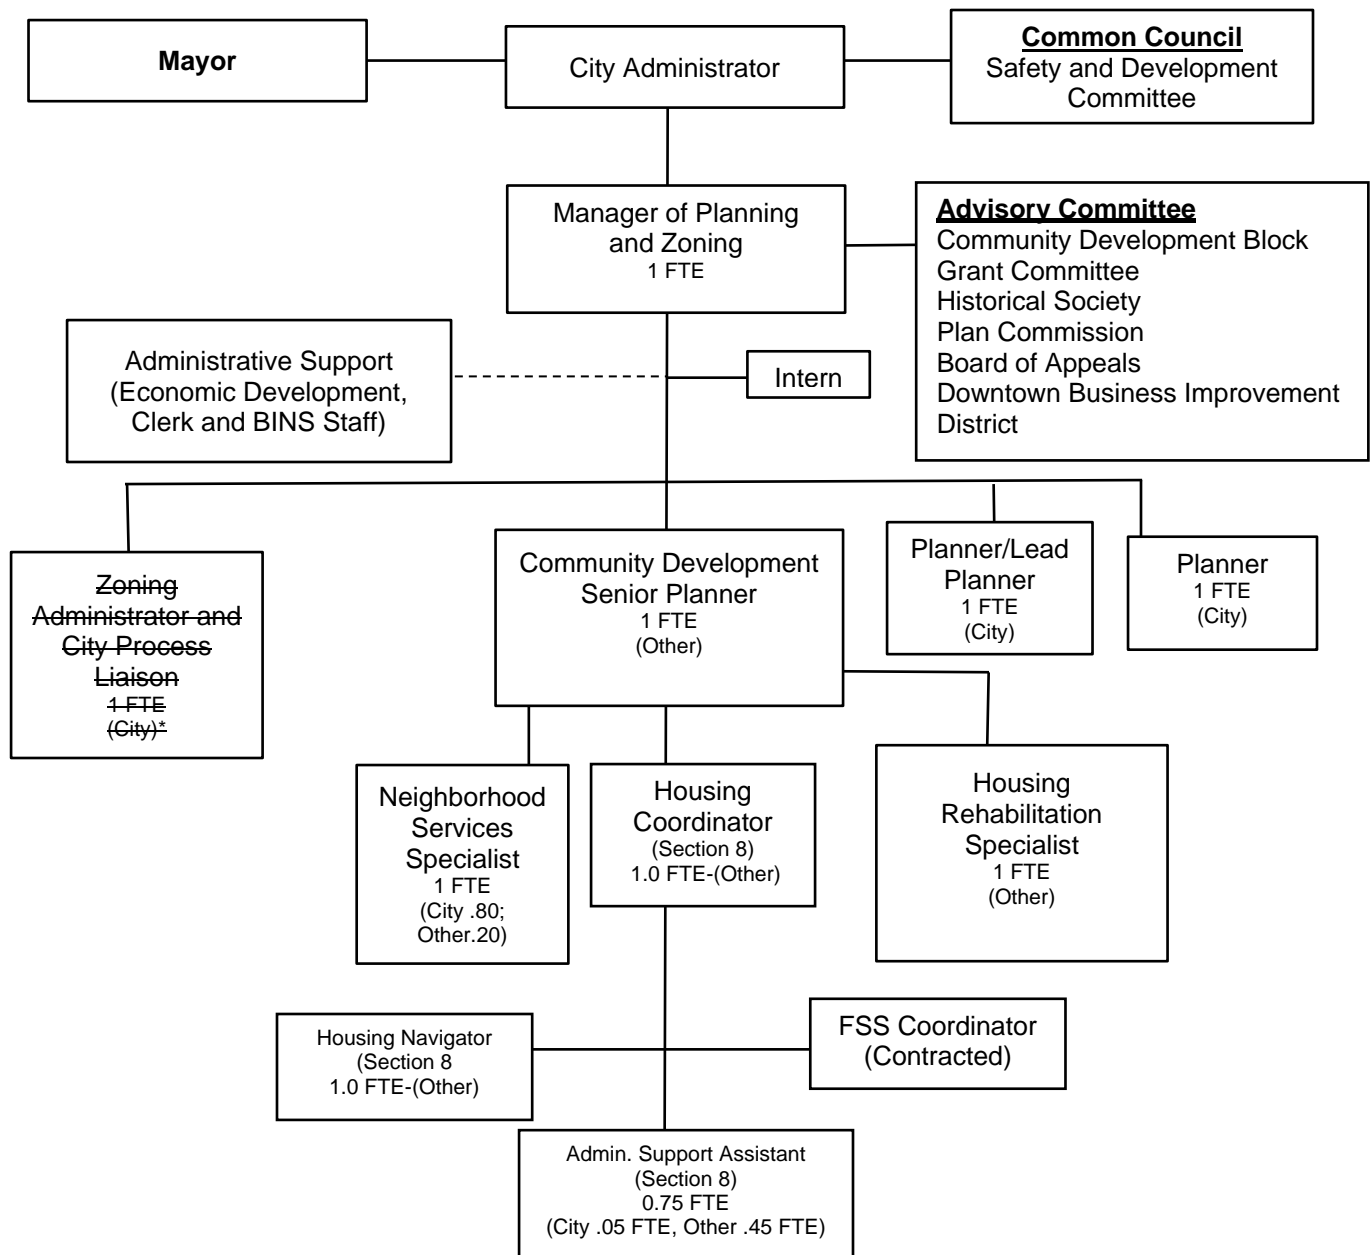 Mayor
City Administrator
Common Council
Safety and Development
Committee
Manager of Planning
and Zoning
1 FTE
Advisory Committee
Community Development Block
Grant Committee
Historical Society
Plan Commission
Board of Appeals
Downtown Business Improvement
District
Administrative Support
(Economic Development,
Clerk and BINS Staff)
Intern
Zoning
Administrator and
City Process
Liaison
1 FTE
(City)*
Community Development
Senior Planner
1 FTE
(Other)
Planner/Lead
Planner
1 FTE
(City)
Planner
1 FTE
(City)
Neighborhood
Services
Specialist
1 FTE
(City .80;
Other.20)
Housing
Coordinator
(Section 8)
1.0 FTE-(Other)
Housing
Rehabilitation
Specialist
1 FTE
(Other)
Housing Navigator
(Section 8
1.0 FTE-(Other)
FSS Coordinator
(Contracted)
Admin. Support Assistant
(Section 8)
0.75 FTE
(City .05 FTE, Other .45 FTE)